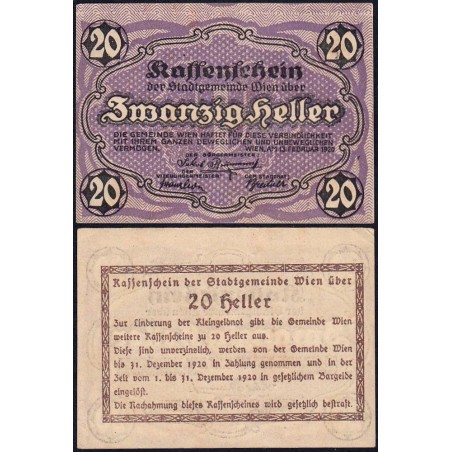 20 20
Kassenschein
der Stadtgemeinde Wien über
Zwanzig Heller
DIE GEMEINDE WIEN HAFTET FÜR DIESE VERBINDLICHKEIT
MIT IHREM GANZEN BEWEGLICHEN UND UNBEWEGLICHEN
VERMÖGEN. WIEN, AM 13. FEBRUAR 1920
DER BÜRGERMEISTER
DER DER STADTRAT:
20 20
Kassenschein der Stadtgemeinde Wien über
20 Heller
Zur Linderung der Kleingeldnot gibt die Gemeinde Wien
weitere Kassenscheine zu 20 Heller aus.
Diese sind unverzinslich, werden von der Gemeinde Wien
bis 31. Dezember 1920 in Zahlung genommen und in der
Zeit vom 1. bis 31. Dezember 1920 in gesetzlichem Bargelde
eingelöst.
Die Nachahmung dieses Kassenscheines wird gesetzlich bestraft.